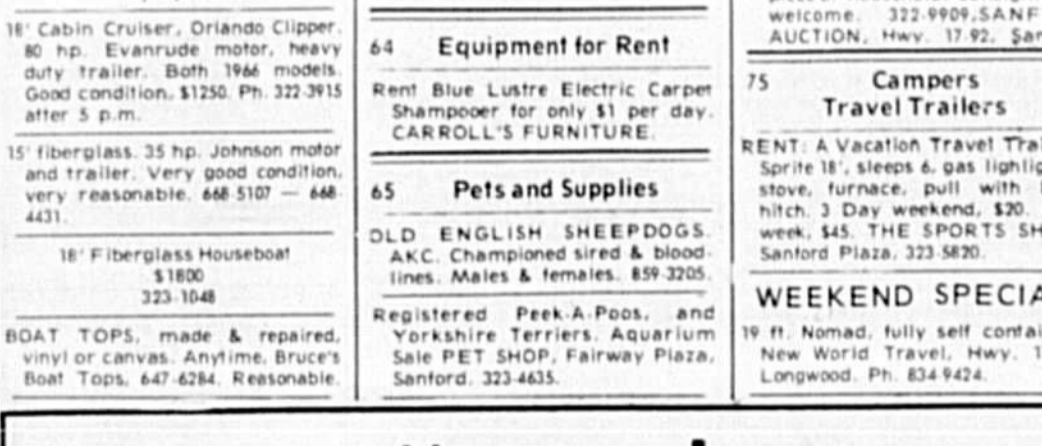 18' Cabin Cruiser, Orlando Clipper.
80 hp. Evanrude motor, heavy
duty trailer. Both 1966 models.
Good condition. $1250. Ph. 322-3915
after 5 p.m.
15' fiberglass. 35 hp. Johnson motor
and trailer. Very good condition,
very reasonable. 668-5107 — 668-
4431.
18' Fiberglass Houseboat
$1800
323-1048
BOAT TOPS, made & repaired,
vinyl or canvas. Anytime, Bruce's
Boat Tops, 647-6284. Reasonable.
64 Equipment for Rent
Rent Blue Lustre Electric Carpet
Shampooer for only $1 per day.
CARROLL'S FURNITURE.
65 Pets and Supplies
OLD ENGLISH SHEEPDOGS.
AKC. Championed sired & blood-
lines. Males & females. 859-3205.
Registered Peek-A-Poos, and
Yorkshire Terriers. Aquarium
Sale PET SHOP, Fairway Plaza,
Sanford. 323-4635.
welcome. 322-9909, SANF
AUCTION, Hwy. 17-92, San
75 Campers
Travel Trailers
RENT: A Vacation Travel Trai
Sprite 18', sleeps 6, gas lightlig
stove, furnace, pull with
hitch. 3 Day weekend, $20.
week, $45. THE SPORTS SH
Sanford Plaza, 323-5820.
WEEKEND SPECIA
19 ft. Nomad, fully self contai
New World Travel, Hwy. 1
Longwood. Ph. 834-9424.